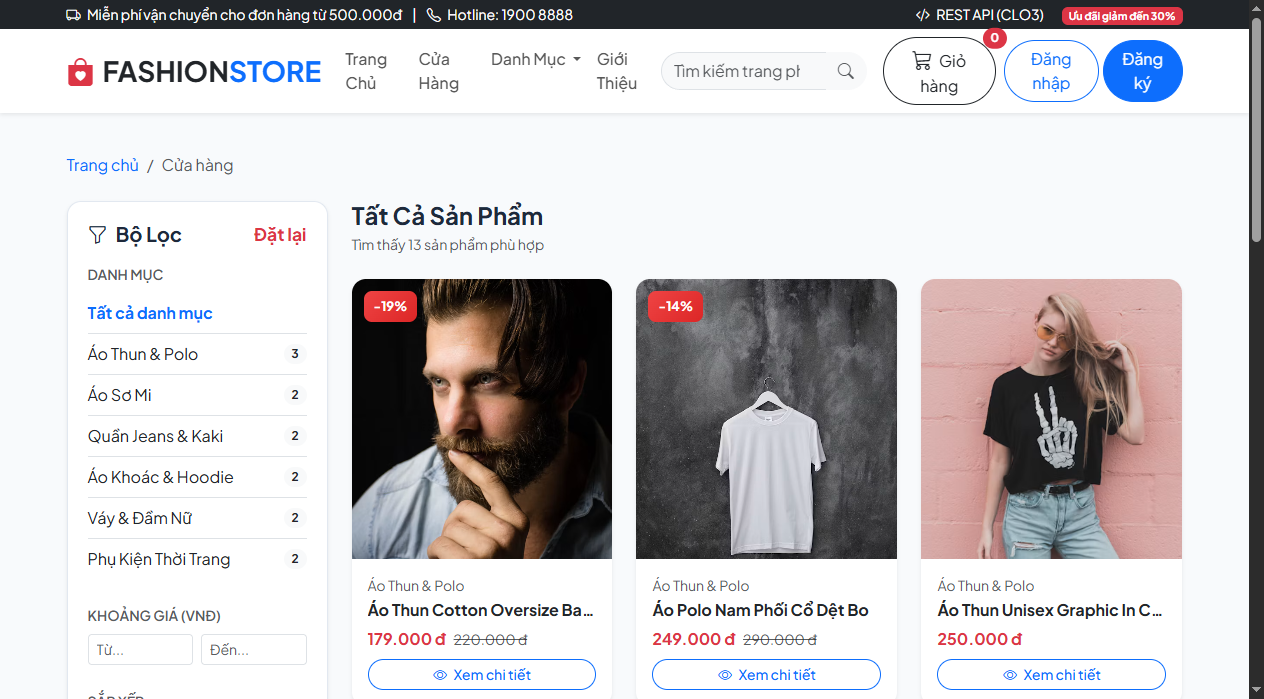 Miễn phí vận chuyển cho đơn hàng từ 500.000đ | Hotline: 1900 8888
REST API (CLO3) Ưu đãi giảm đến 30%
FASHIONSTORE
Trang Chủ
Cửa Hàng
Danh Mục
Giới Thiệu
Tìm kiếm trang ph
Giỏ hàng
0
Đăng nhập
Đăng ký
Trang chủ / Cửa hàng
Bộ Lọc Đặt lại
DANH MỤC
Tất cả danh mục
Áo Thun & Polo 3
Áo Sơ Mi 2
Quần Jeans & Kaki 2
Áo Khoác & Hoodie 2
Váy & Đầm Nữ 2
Phụ Kiện Thời Trang 2
KHOẢNG GIÁ (VNĐ)
Từ... Đến...
SẮP XẾP
Tất Cả Sản Phẩm
Tìm thấy 13 sản phẩm phù hợp
-19%
Áo Thun & Polo
Áo Thun Cotton Oversize Ba...
179.000 đ 220.000 đ
Xem chi tiết
-14%
Áo Thun & Polo
Áo Polo Nam Phối Cổ Dệt Bo
249.000 đ 290.000 đ
Xem chi tiết
Áo Thun & Polo
Áo Thun Unisex Graphic In C...
250.000 đ
Xem chi tiết